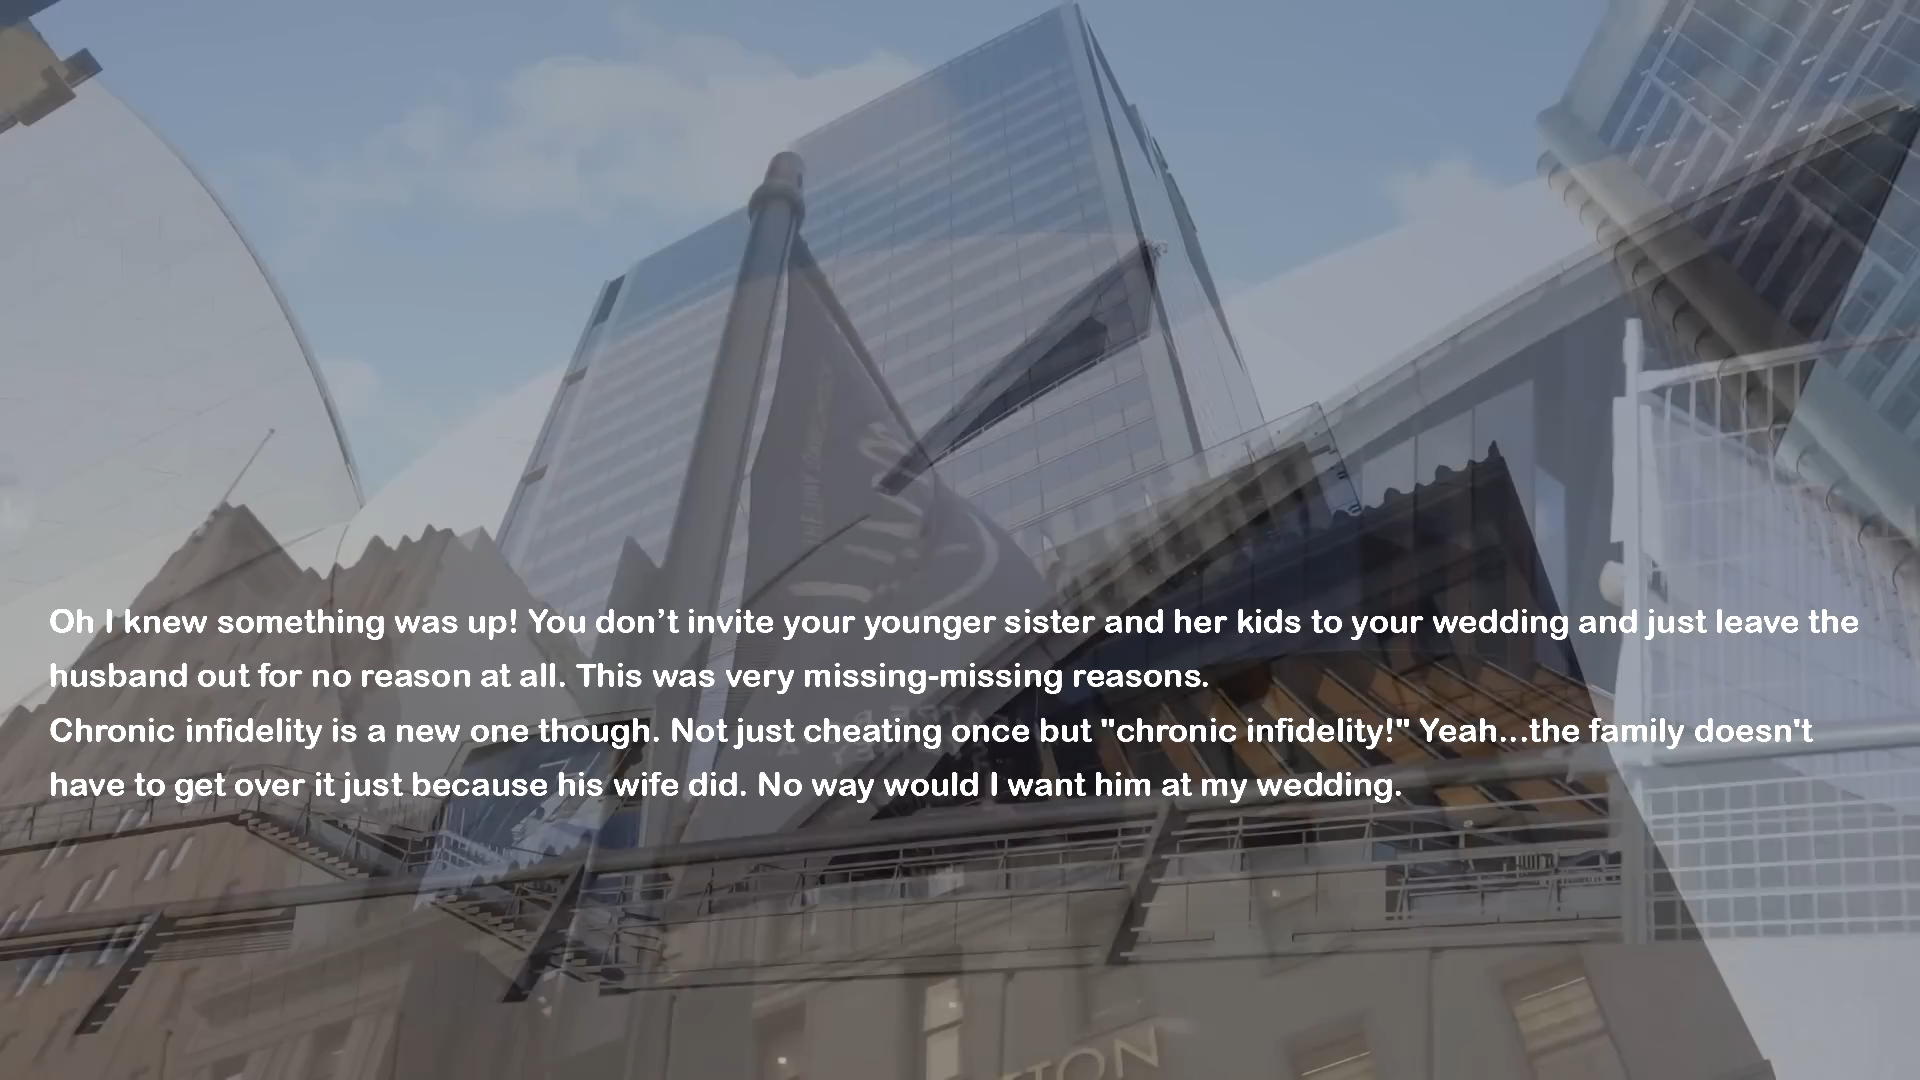 Oh I knew something was up! You don’t invite your younger sister and her kids to your wedding and just leave the
husband out for no reason at all. This was very missing-missing reasons.
Chronic infidelity is a new one though. Not just cheating once but "chronic infidelity!" Yeah...the family doesn't
have to get over it just because his wife did. No way would I want him at my wedding.